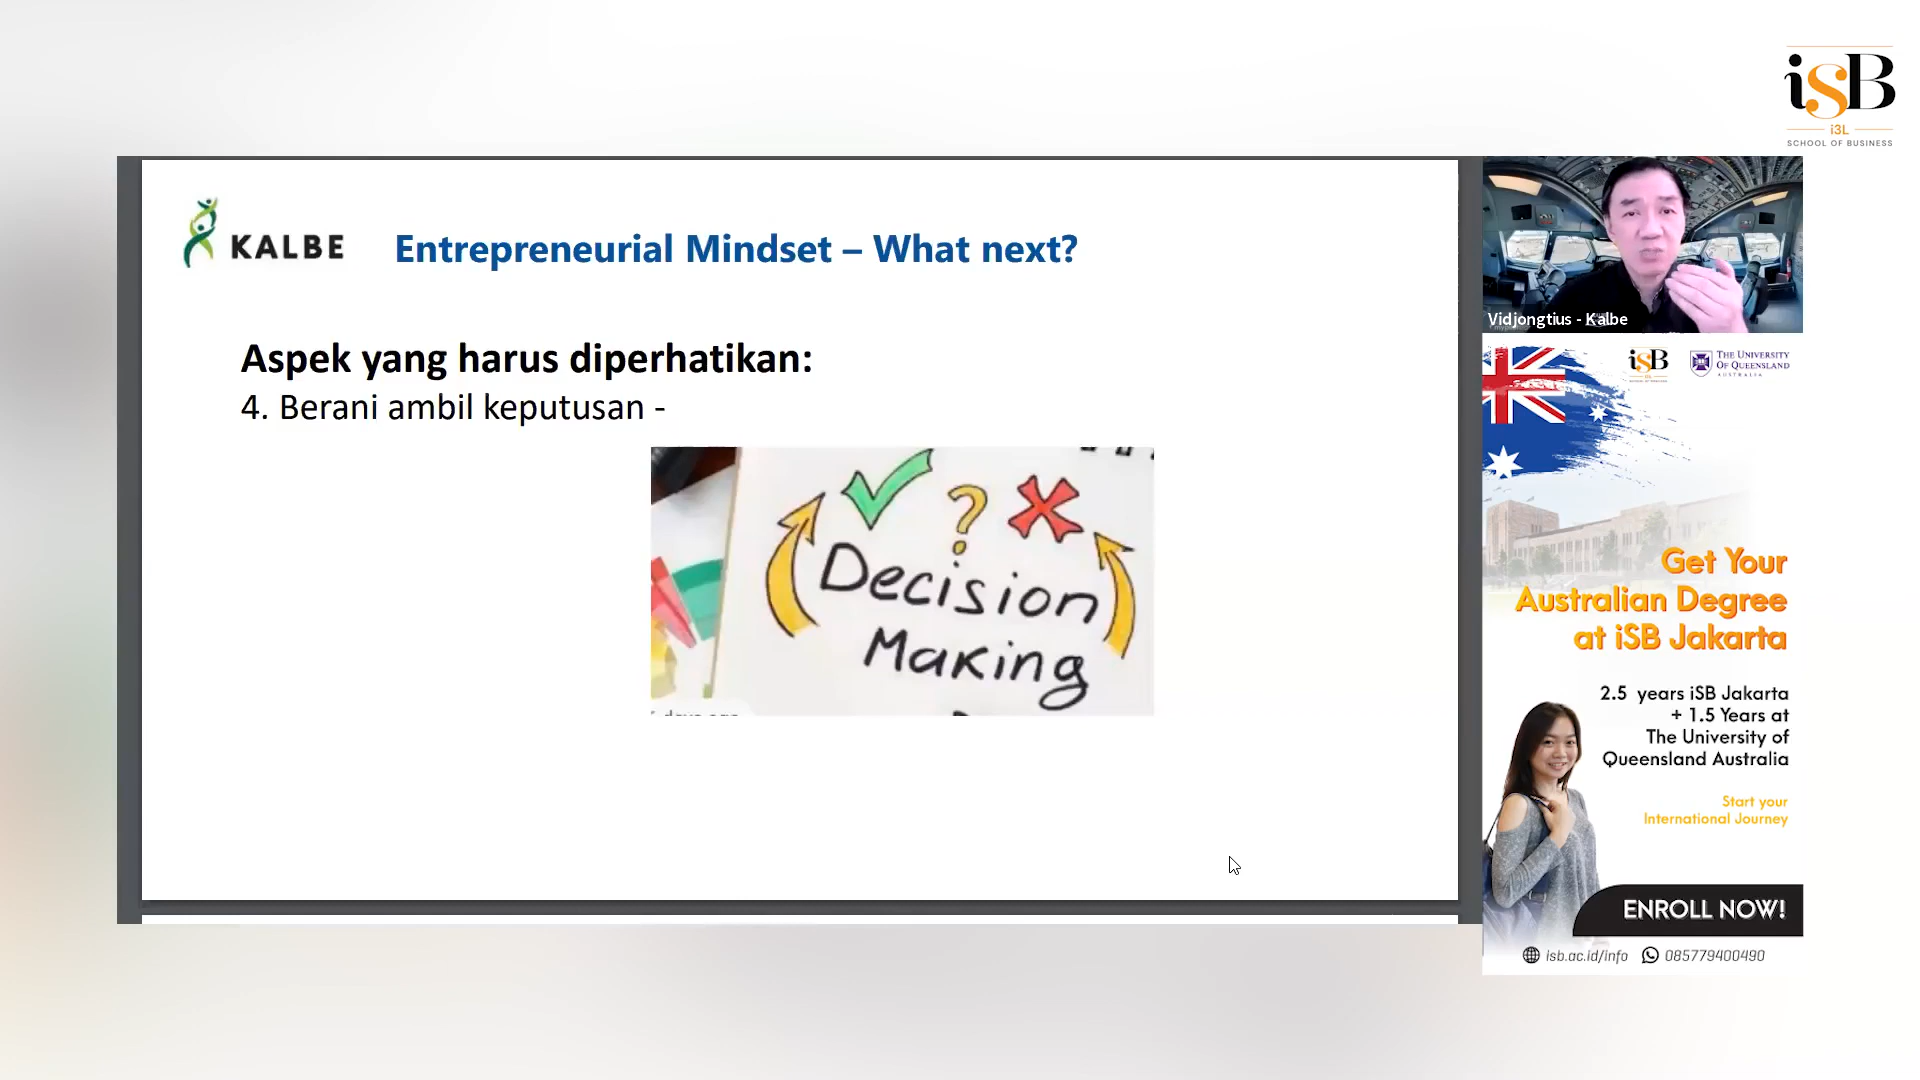 iSB
i3L
SCHOOL OF BUSINESS
KALBE
Entrepreneurial Mindset – What next?
Aspek yang harus diperhatikan:
4. Berani ambil keputusan -
?
Decision
Making
Vidjongtius - Kalbe
iSB
THE UNIVERSITY
OF QUEENSLAND
AUSTRALIA
Get Your
Australian Degree
at iSB Jakarta
2.5 years iSB Jakarta
+ 1.5 Years at
The University of
Queensland Australia
Start your
International Journey
ENROLL NOW!
isb.ac.id/info 085779400490